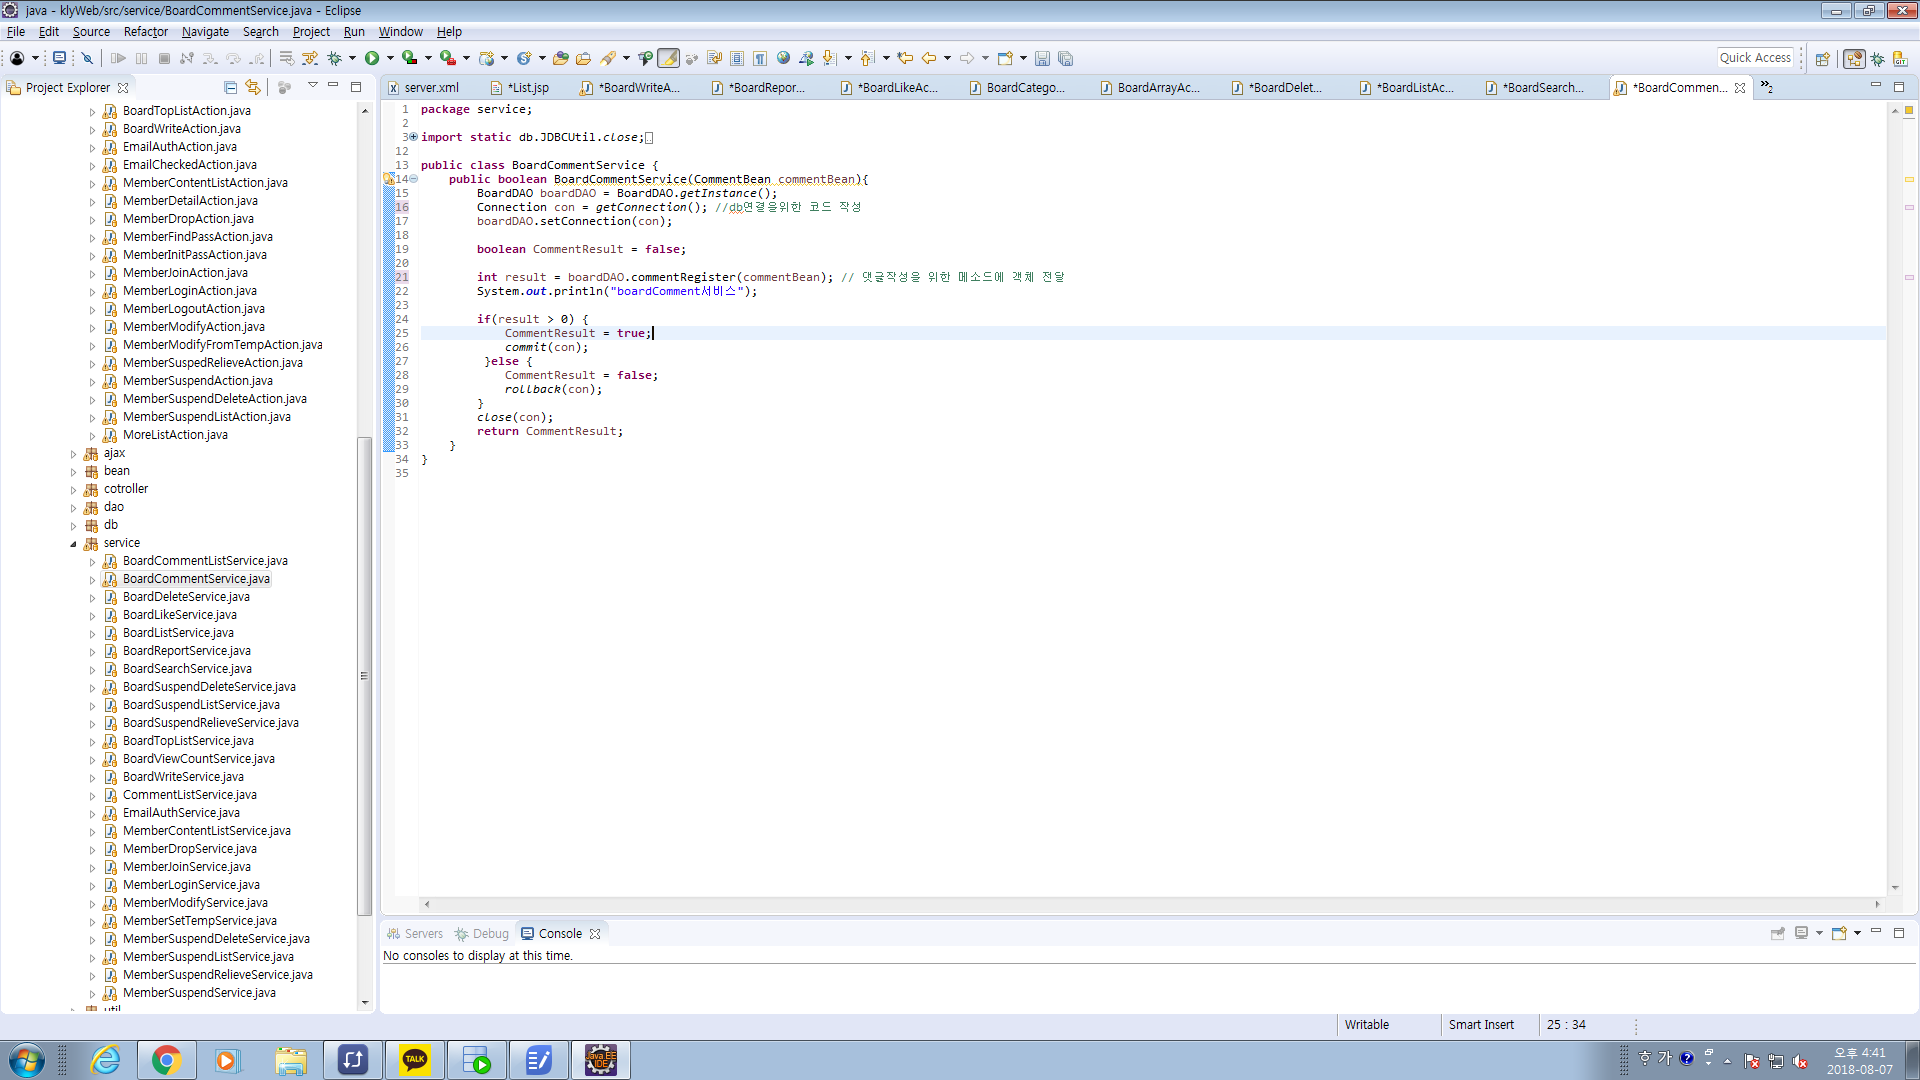 java - klyWeb/src/service/BoardCommentService.java - Eclipse
File Edit Source Refactor Navigate Search Project Run Window Help
Quick Access
Project Explorer
server.xml *List.jsp *BoardWriteA... *BoardRepor... *BoardLikeAc... BoardCatego... BoardArrayAc... *BoardDelet... *BoardListAc... *BoardSearch... *BoardCommen... »2
BoardTopListAction.java
BoardWriteAction.java
EmailAuthAction.java
EmailCheckedAction.java
MemberContentListAction.java
MemberDetailAction.java
MemberDropAction.java
MemberFindPassAction.java
MemberInitPassAction.java
MemberJoinAction.java
MemberLoginAction.java
MemberLogoutAction.java
MemberModifyAction.java
MemberModifyFromTempAction.java
MemberSuspedRelieveAction.java
MemberSuspendAction.java
MemberSuspendDeleteAction.java
MemberSuspendListAction.java
MoreListAction.java
ajax
bean
cotroller
dao
db
service
BoardCommentListService.java
BoardCommentService.java
BoardDeleteService.java
BoardLikeService.java
BoardListService.java
BoardReportService.java
BoardSearchService.java
BoardSuspendDeleteService.java
BoardSuspendListService.java
BoardSuspendRelieveService.java
BoardTopListService.java
BoardViewCountService.java
BoardWriteService.java
CommentListService.java
EmailAuthService.java
MemberContentListService.java
MemberDropService.java
MemberJoinService.java
MemberLoginService.java
MemberModifyService.java
MemberSetTempService.java
MemberSuspendDeleteService.java
MemberSuspendListService.java
MemberSuspendRelieveService.java
MemberSuspendService.java
util
1 package service;
2
3 import static db.JDBCUtil.close;
12
13 public class BoardCommentService {
14 public boolean BoardCommentService(CommentBean commentBean){
15 BoardDAO boardDAO = BoardDAO.getInstance();
16 Connection con = getConnection(); //db연결을위한 코드 작성
17 boardDAO.setConnection(con);
18
19 boolean CommentResult = false;
20
21 int result = boardDAO.commentRegister(commentBean); // 댓글작성을 위한 메소드에 객체 전달
22 System.out.println("boardComment서비스");
23
24 if(result > 0) {
25 CommentResult = true;
26 commit(con);
27 }else {
28 CommentResult = false;
29 rollback(con);
30 }
31 close(con);
32 return CommentResult;
33 }
34 }
35
Servers Debug Console
No consoles to display at this time.
Writable Smart Insert 25 : 34
TALK
Java EE
IDE
ㅎ 가
오후 4:41
2018-08-07